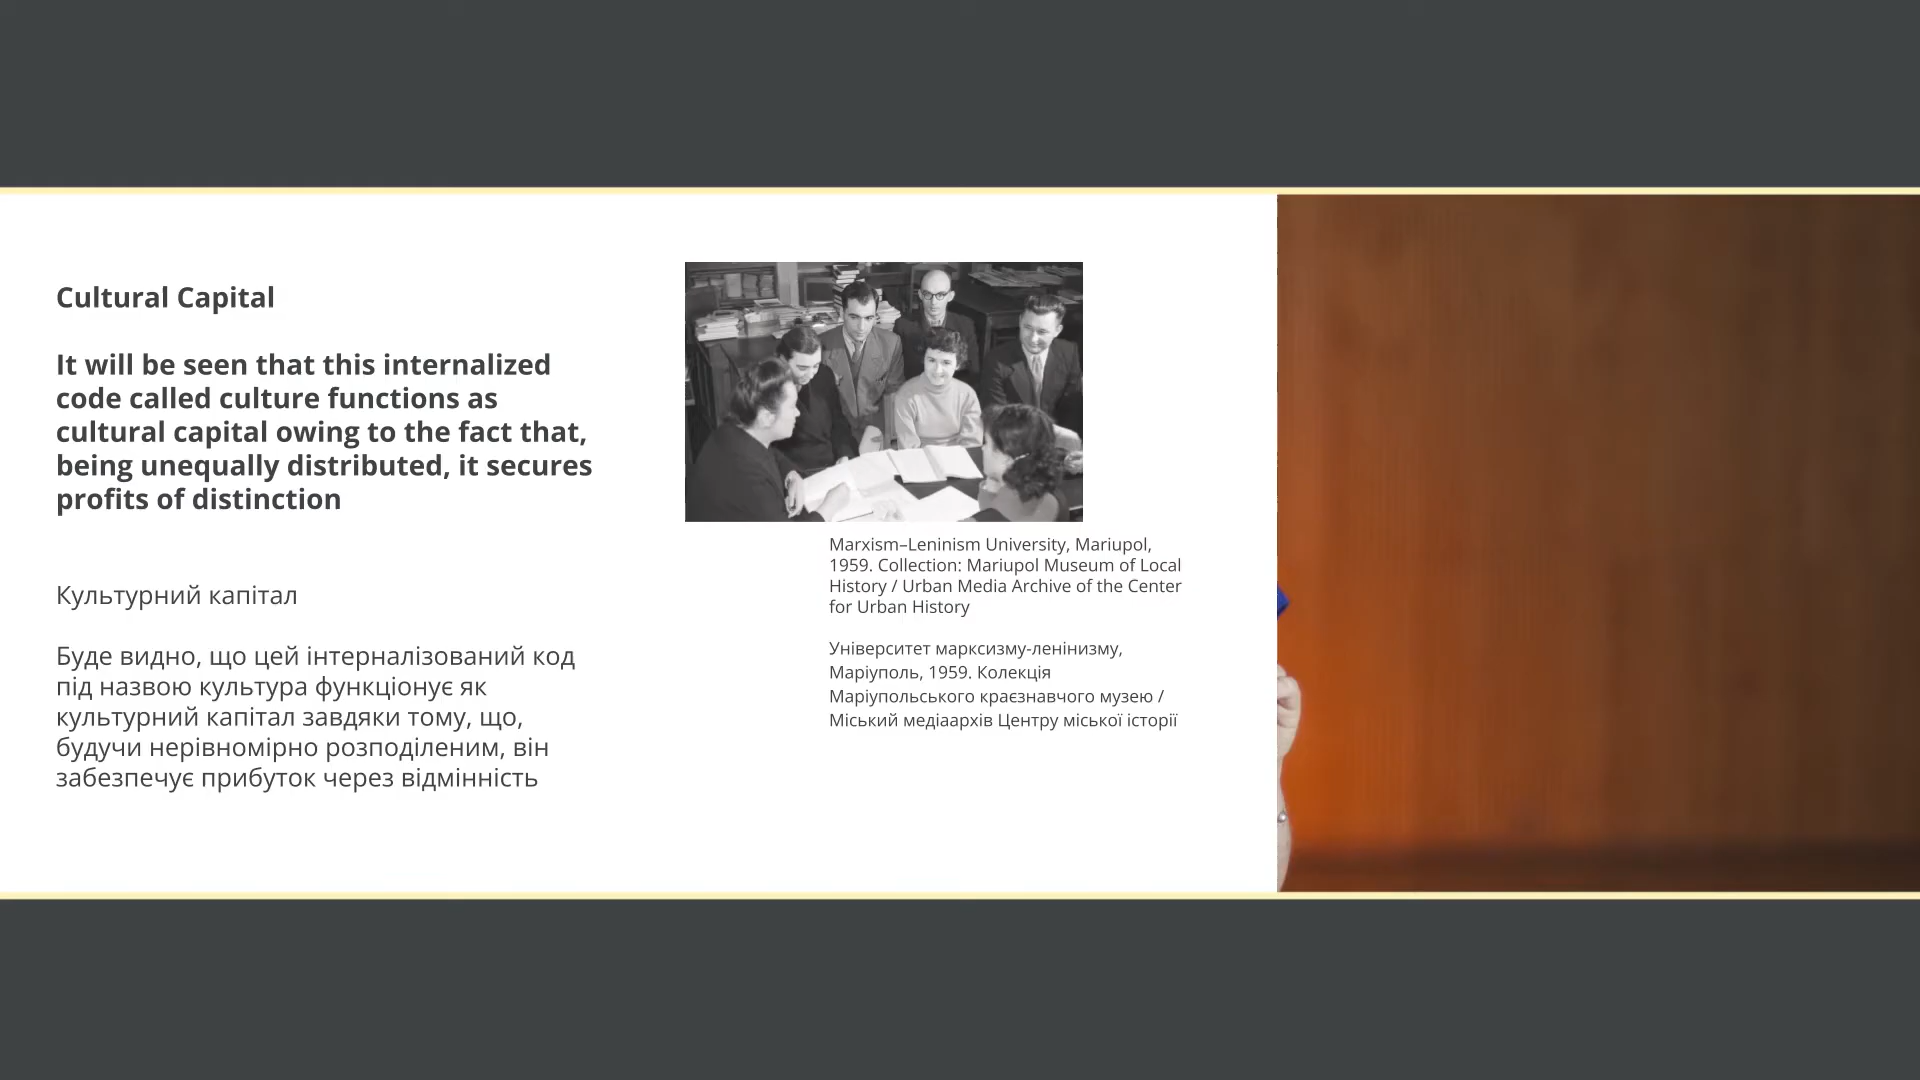 Cultural Capital
It will be seen that this internalized
code called culture functions as
cultural capital owing to the fact that,
being unequally distributed, it secures
profits of distinction
Культурний капітал
Буде видно, що цей інтерналізований код
під назвою культура функціонує як
культурний капітал завдяки тому, що,
будучи нерівномірно розподіленим, він
забезпечує прибуток через відмінність
Marxism–Leninism University, Mariupol,
1959. Collection: Mariupol Museum of Local
History / Urban Media Archive of the Center
for Urban History
Університет марксизму-ленінизму,
Маріуполь, 1959. Колекція
Маріупольського краєзнавчого музею /
Міський медіаархів Центру міської історії